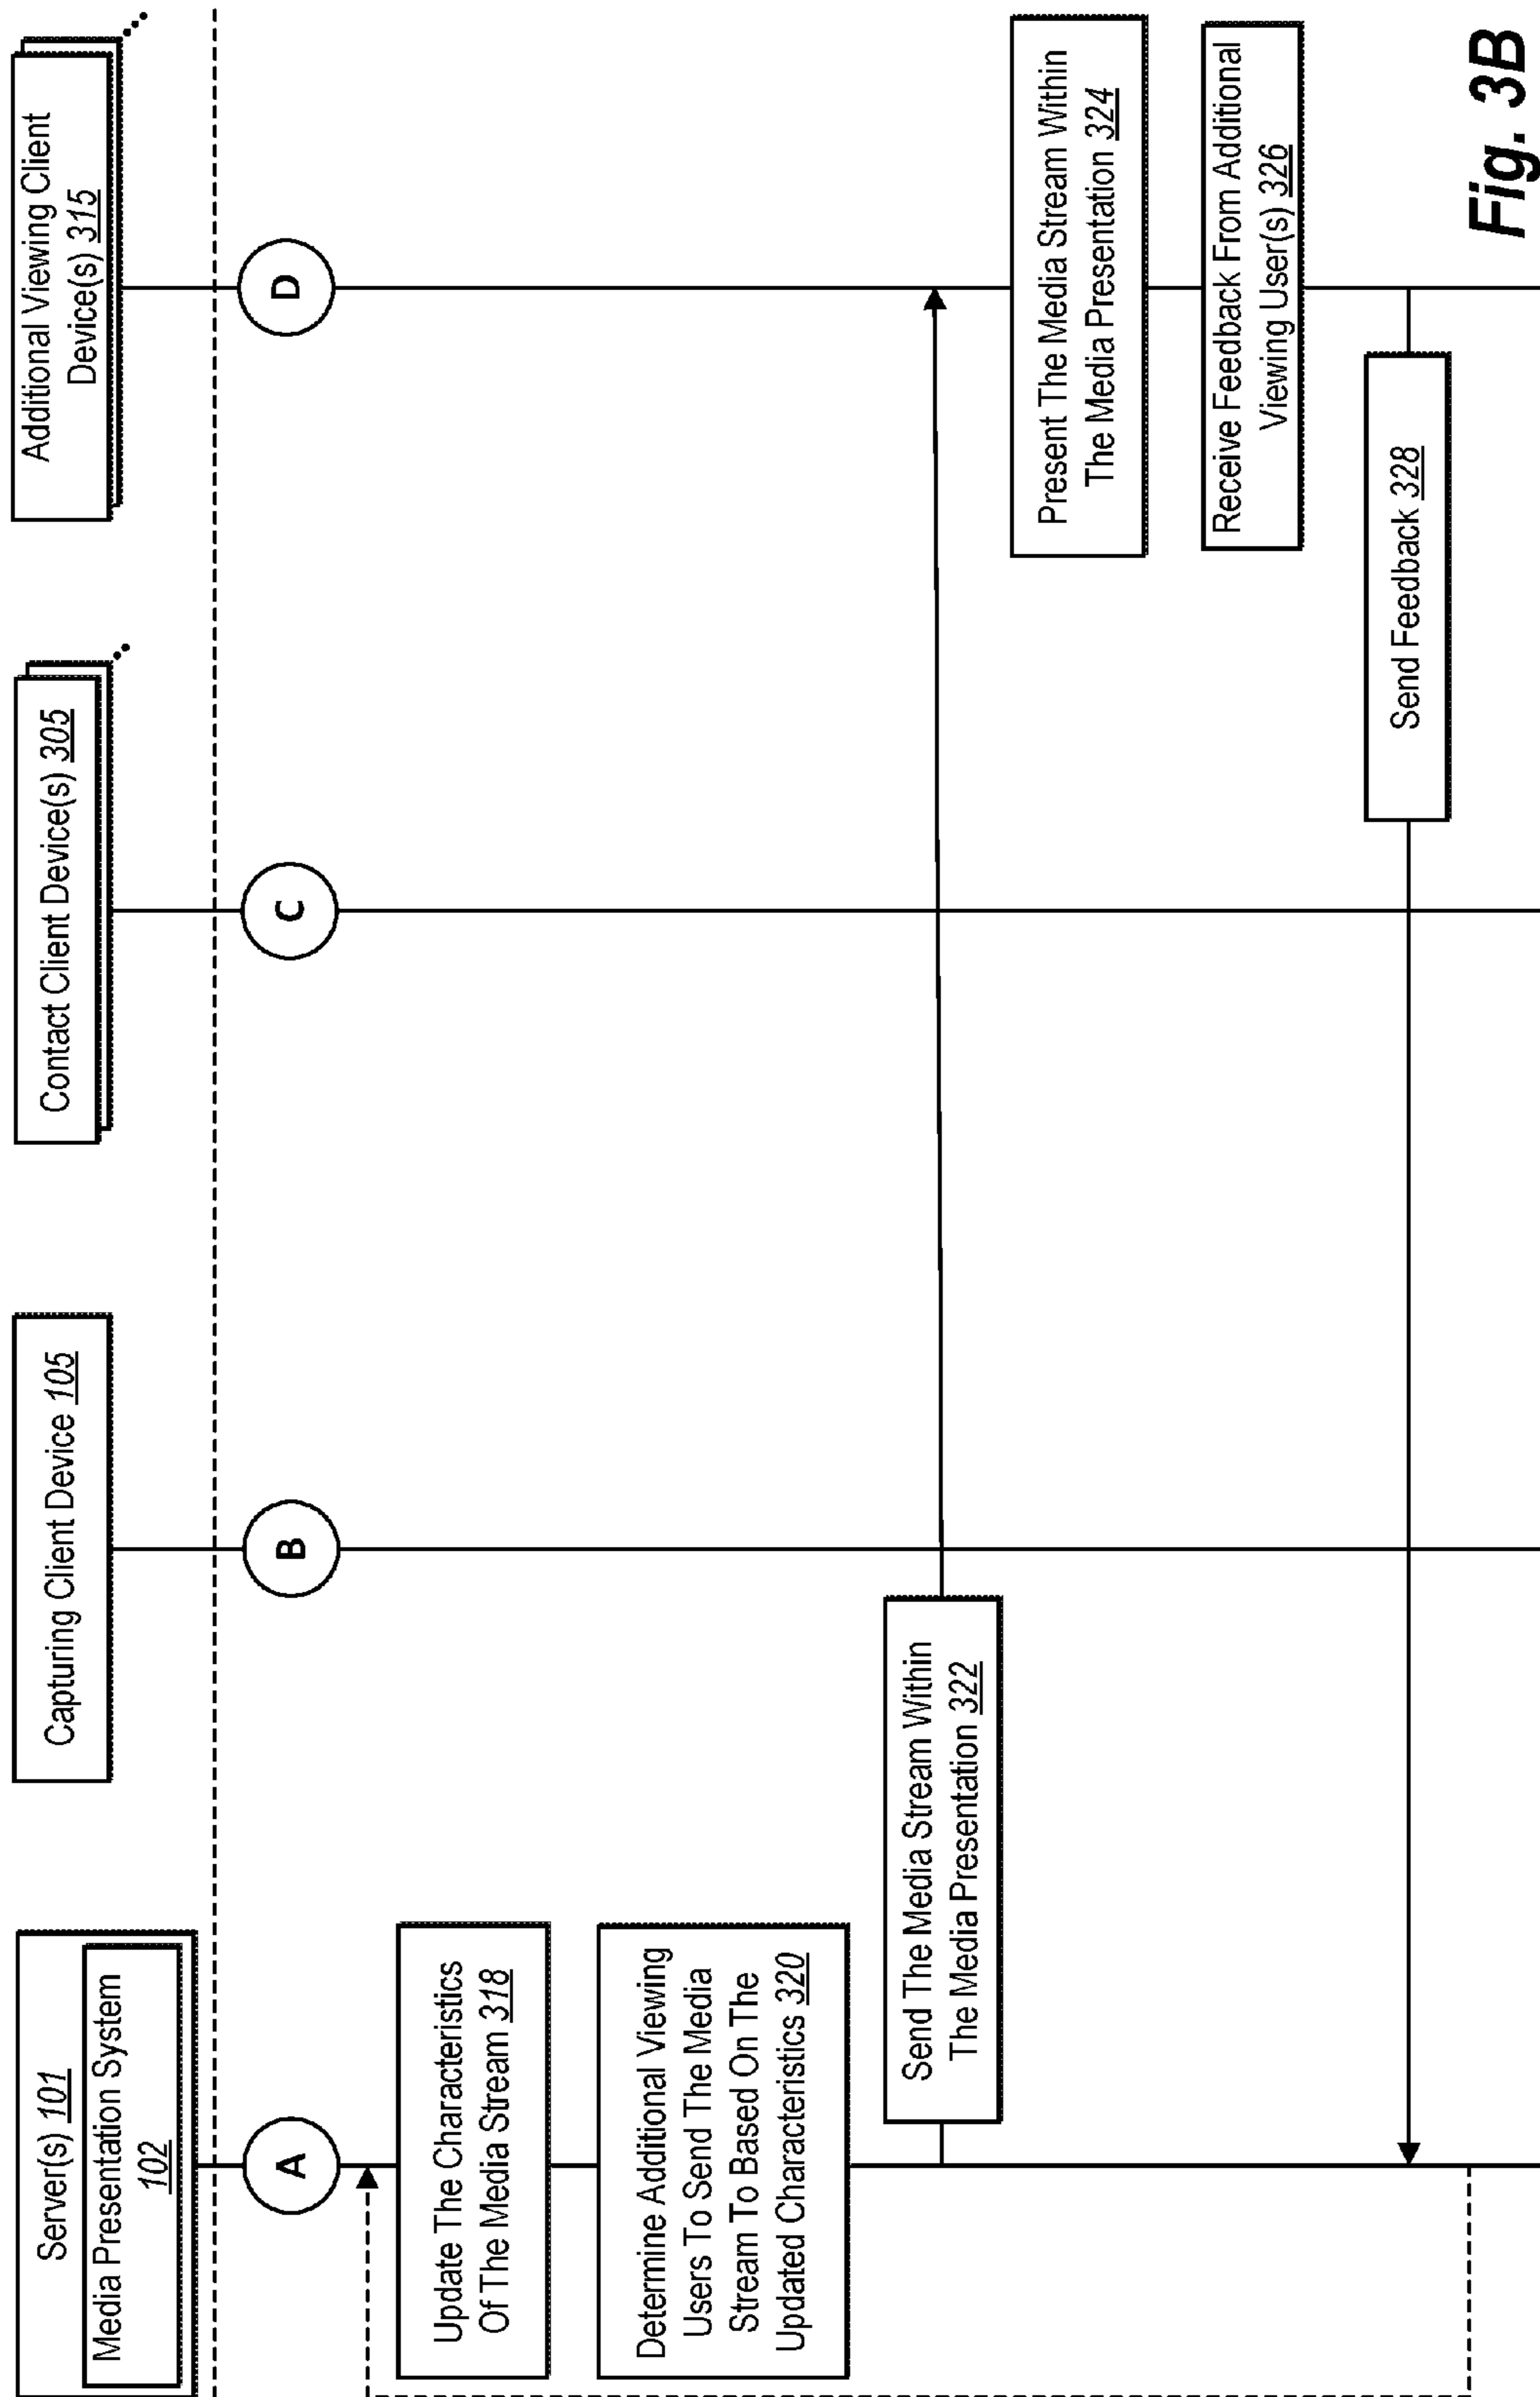 Server(s) 101
Media Presentation System
102
Capturing Client Device 105
Contact Client Device(s) 305
Additional Viewing Client
Device(s) 315
A
B
C
D
Update The Characteristics
Of The Media Stream 318
Determine Additional Viewing
Users To Send The Media
Stream To Based On The
Updated Characteristics 320
Send The Media Stream Within
The Media Presentation 322
Present The Media Stream Within
The Media Presentation 324
Receive Feedback From Additional
Viewing User(s) 326
Send Feedback 328
Fig. 3B